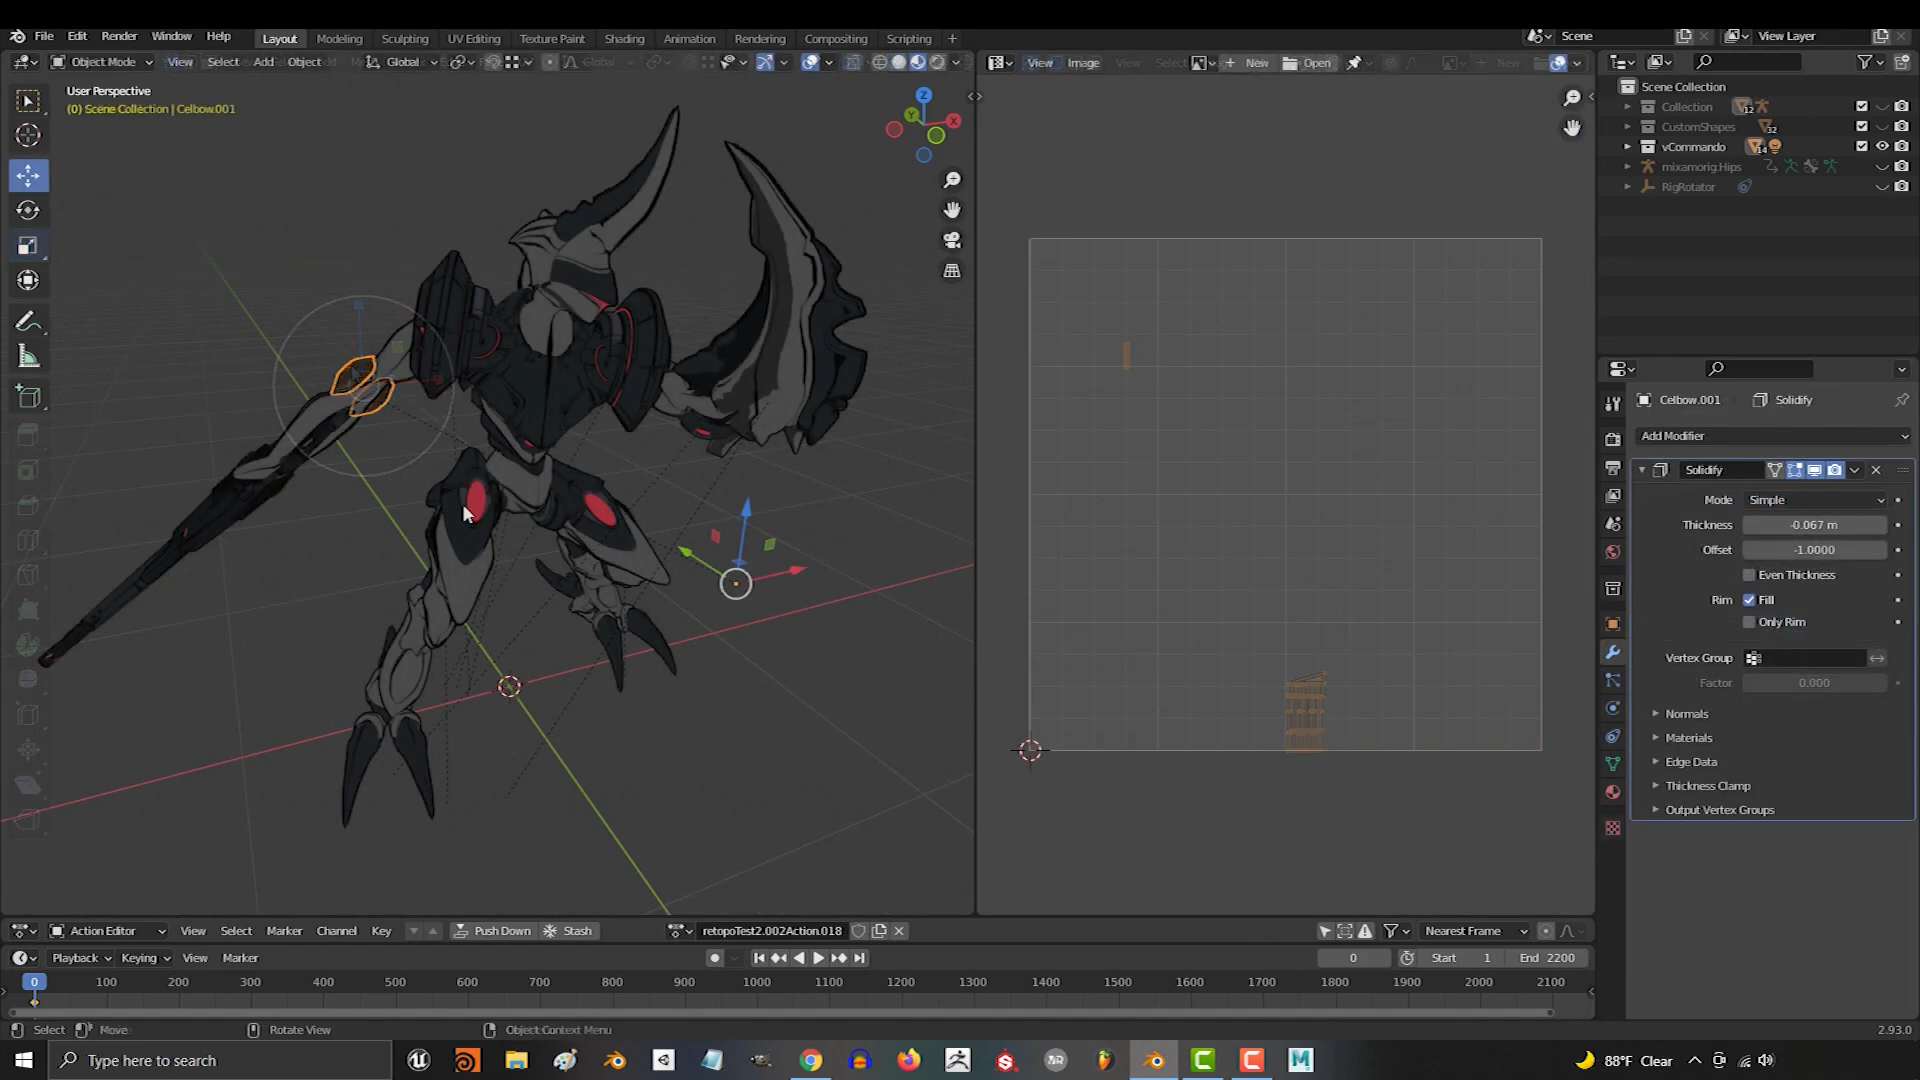 File Edit Render Window Help Layout Modeling Sculpting UV Editing Texture Paint Shading Animation Rendering Compositing Scripting + Scene View Layer
Object Mode View Select Add Object Global View Image View Select New Open
User Perspective
(0) Scene Collection | Celbow.001
Z
Y
X
Scene Collection
Collection 12
CustomShapes 32
vCommando 14
mixamorig:Hips
RigRotator
Celbow.001 Solidify
Add Modifier
Solidify
Mode Simple
Thickness -0.067 m
Offset -1.0000
Even Thickness
Rim Fill
Only Rim
Vertex Group
Factor 0.000
Normals
Materials
Edge Data
Thickness Clamp
Output Vertex Groups
Action Editor View Select Marker Channel Key Push Down Stash retopoTest2.002Action.018 Nearest Frame
Playback Keying View Marker 0 Start 1 End 2200
0 100 200 300 400 500 600 700 800 900 1000 1100 1200 1300 1400 1500 1600 1700 1800 1900 2000 2100
Select Move Rotate View Object Context Menu 2.93.0
Type here to search 88°F Clear